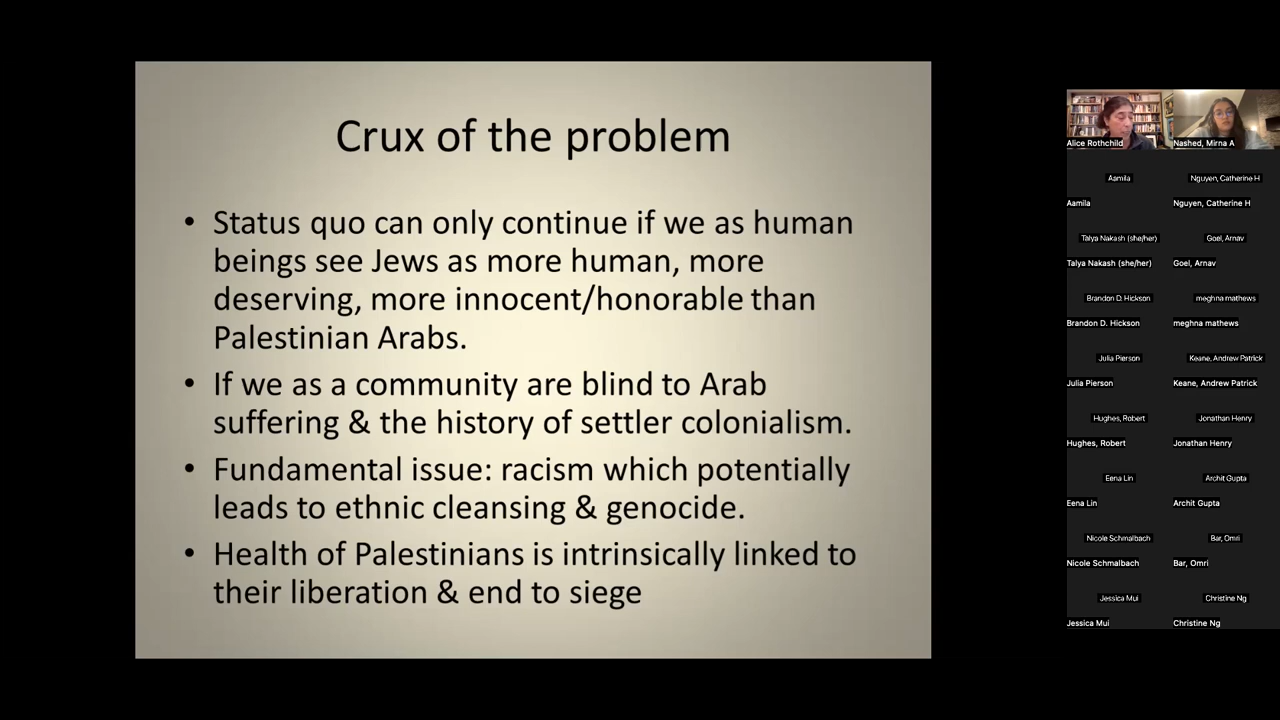 Crux of the problem
• Status quo can only continue if we as human
beings see Jews as more human, more
deserving, more innocent/honorable than
Palestinian Arabs.
• If we as a community are blind to Arab
suffering & the history of settler colonialism.
• Fundamental issue: racism which potentially
leads to ethnic cleansing & genocide.
• Health of Palestinians is intrinsically linked to
their liberation & end to siege
Alice Rothchild
Nashed, Mirna A
Aamila
Nguyen, Catherine H
Aamila
Nguyen, Catherine H
Talya Nakash (she/her)
Goel, Arnav
Talya Nakash (she/her)
Goel, Arnav
Brandon D. Hickson
meghna mathews
Brandon D. Hickson
meghna mathews
Julia Pierson
Keane, Andrew Patrick
Julia Pierson
Keane, Andrew Patrick
Hughes, Robert
Jonathan Henry
Hughes, Robert
Jonathan Henry
Eena Lin
Archit Gupta
Eena Lin
Archit Gupta
Nicole Schmalbach
Bar, Omri
Nicole Schmalbach
Bar, Omri
Jessica Mui
Christine Ng
Jessica Mui
Christine Ng